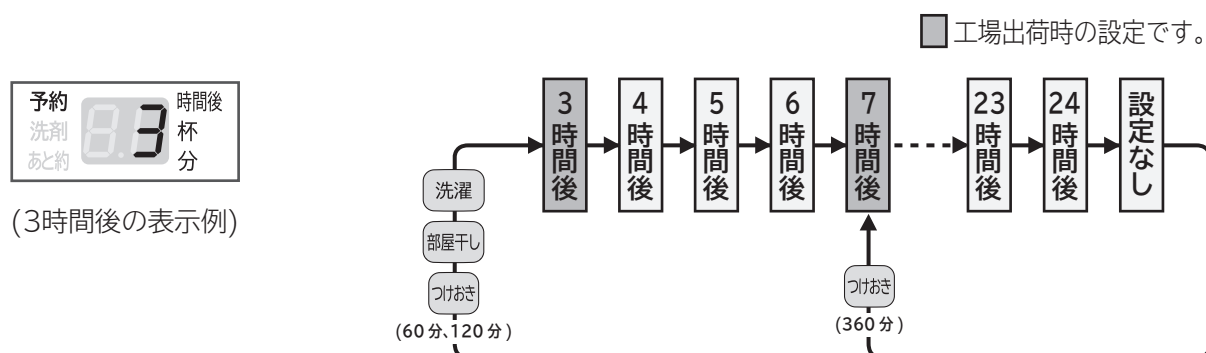 工場出荷時の設定です。
予約 3 時間後
洗剤 杯
あと約 分
(3時間後の表示例)
3時間後
4時間後
5時間後
6時間後
7時間後
23時間後
24時間後
設定なし
洗濯
部屋干し
つけおき
(60分、120分)
つけおき
(360分)